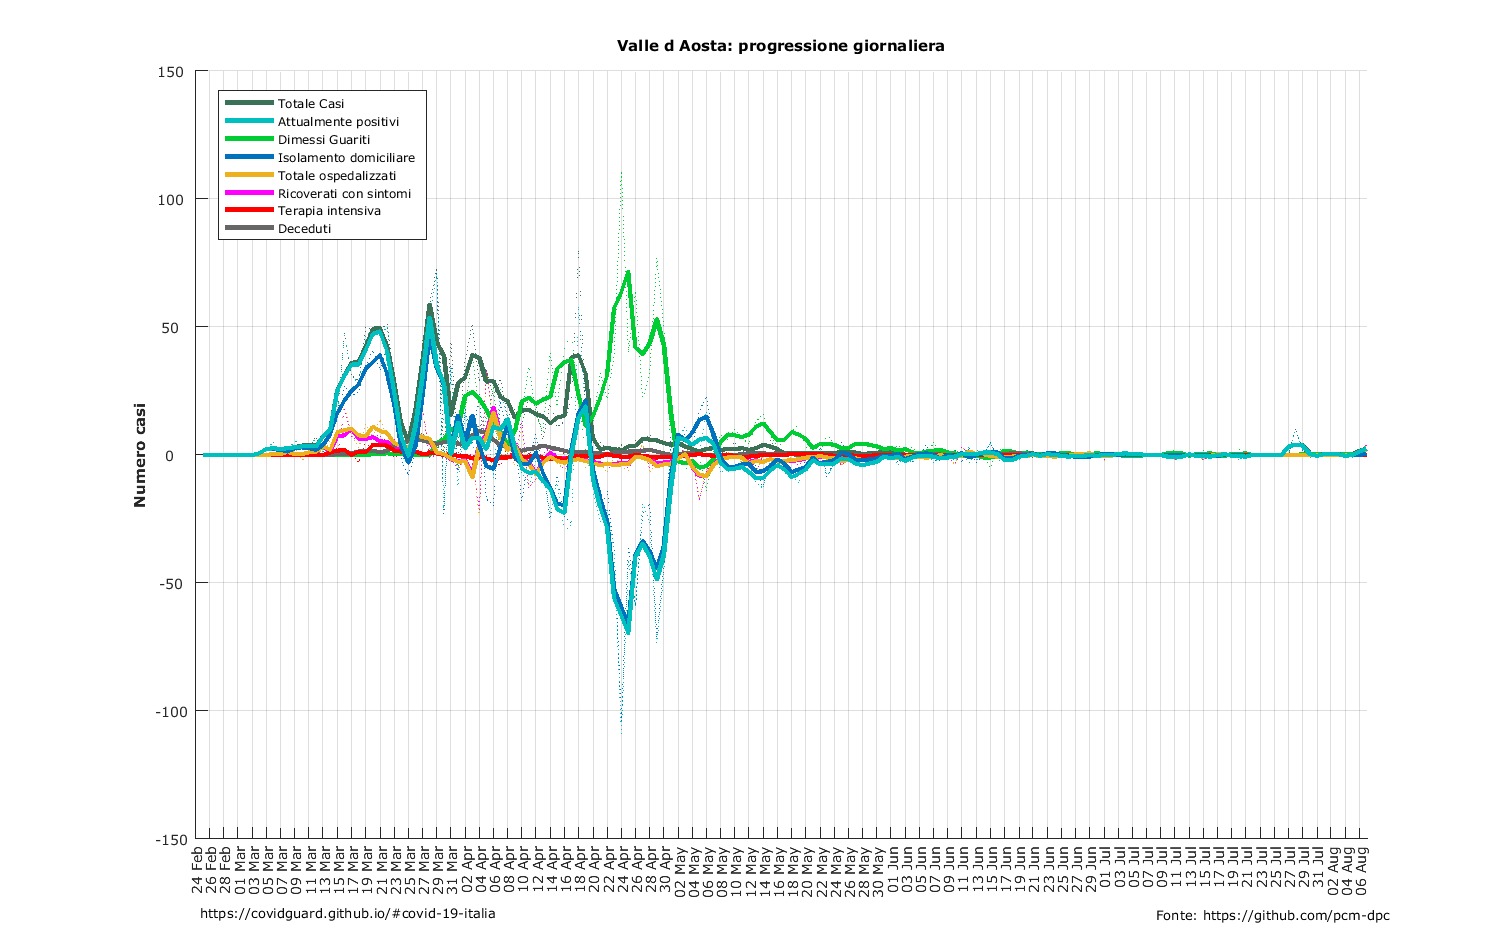 Valle d Aosta: progressione giornaliera
150
100
50
0
-50
-100
-150
Numero casi
Totale Casi
Attualmente positivi
Dimessi Guariti
Isolamento domiciliare
Totale ospedalizzati
Ricoverati con sintomi
Terapia intensiva
Deceduti
24 Feb
26 Feb
28 Feb
01 Mar
03 Mar
05 Mar
07 Mar
09 Mar
11 Mar
13 Mar
15 Mar
17 Mar
19 Mar
21 Mar
23 Mar
25 Mar
27 Mar
29 Mar
31 Mar
02 Apr
04 Apr
06 Apr
08 Apr
10 Apr
12 Apr
14 Apr
16 Apr
18 Apr
20 Apr
22 Apr
24 Apr
26 Apr
28 Apr
30 Apr
02 May
04 May
06 May
08 May
10 May
12 May
14 May
16 May
18 May
20 May
22 May
24 May
26 May
28 May
30 May
01 Jun
03 Jun
05 Jun
07 Jun
09 Jun
11 Jun
13 Jun
15 Jun
17 Jun
19 Jun
21 Jun
23 Jun
25 Jun
27 Jun
29 Jun
01 Jul
03 Jul
05 Jul
07 Jul
09 Jul
11 Jul
13 Jul
15 Jul
17 Jul
19 Jul
21 Jul
23 Jul
25 Jul
27 Jul
29 Jul
31 Jul
02 Aug
04 Aug
06 Aug
https://covidguard.github.io/#covid-19-italia
Fonte: https://github.com/pcm-dpc